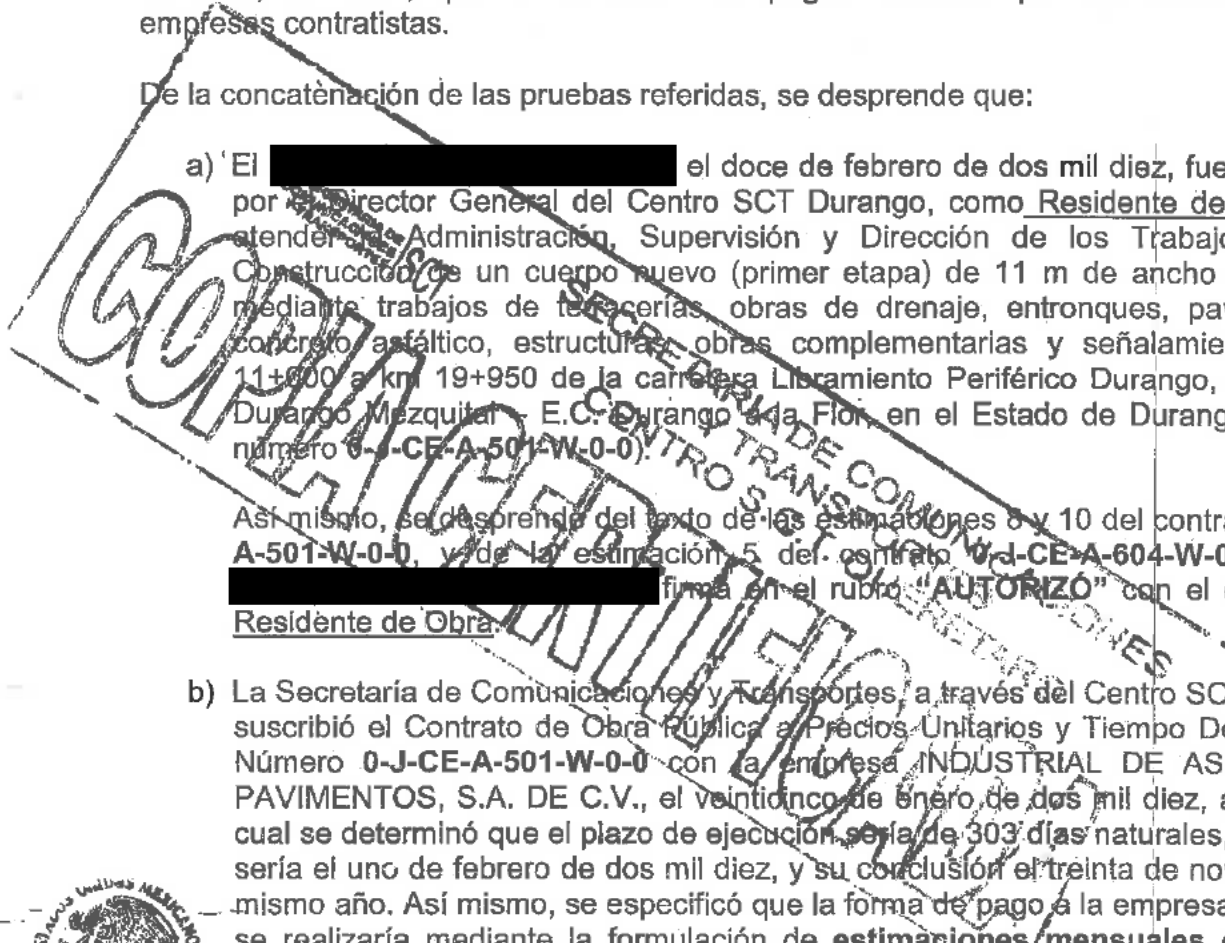 empresas contratistas.
De la concatènación de las pruebas referidas, se desprende que:
a) El el doce de febrero de dos mil diez, fue
por el Director General del Centro SCT Durango, como Residente de
atender la Administración, Supervisión y Dirección de los Trabajo
Construcción de un cuerpo nuevo (primer etapa) de 11 m de ancho
mediante trabajos de terracerías, obras de drenaje, entronques, pa
concreto asfáltico, estructuras, obras complementarias y señalamie
11+000 a km 19+950 de la carretera Libramiento Periférico Durango,
Durango Mezquital - E.C. Durango a la Flor, en el Estado de Durang
número 0-J-CE-A-501-W-0-0).
Así mismo, se desprende del texto de las estimaciones 8 y 10 del contra
A-501-W-0-0, y de la estimación 5 del contrato 0-J-CE-A-604-W-0
firma en el rubro "AUTORIZÓ" con el
Residente de Obra.
b) La Secretaría de Comunicaciones y Transportes, a través del Centro SC
suscribió el Contrato de Obra Pública a Precios Unitarios y Tiempo De
Número 0-J-CE-A-501-W-0-0 con la empresa INDUSTRIAL DE AS
PAVIMENTOS, S.A. DE C.V., el veinticinco de enero de dos mil diez, a
cual se determinó que el plazo de ejecución sería de 303 días naturales,
sería el uno de febrero de dos mil diez, y su conclusión el treinta de no
mismo año. Así mismo, se especificó que la forma de pago a la empresa
se realizaría mediante la formulación de estimaciones mensuales
COPIA CERTIFICADA
SCT
SECRETARIA DE COMUNICACIONES
Y TRANSPORTES
CENTRO S.C.T.